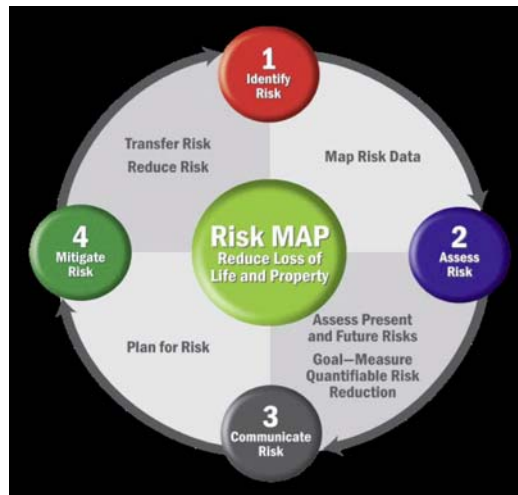 1
Identify
Risk
Map Risk Data
2
Assess
Risk
Assess Present
and Future Risks
Goal—Measure
Quantifiable Risk
Reduction
3
Communicate
Risk
Plan for Risk
4
Mitigate
Risk
Transfer Risk
Reduce Risk
Risk MAP
Reduce Loss of
Life and Property